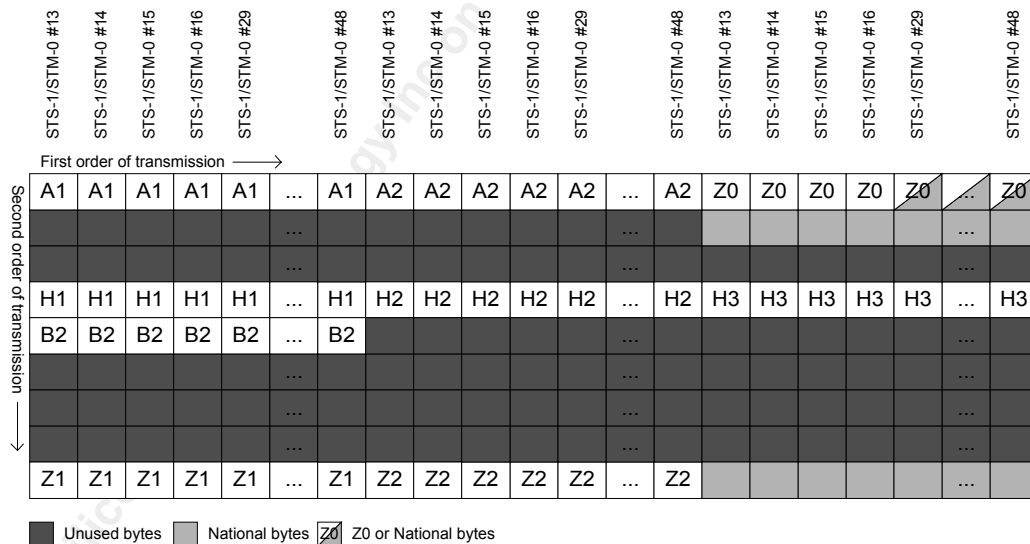 STS-1/STM-0 #13 STS-1/STM-0 #14 STS-1/STM-0 #15 STS-1/STM-0 #16 STS-1/STM-0 #29 STS-1/STM-0 #48 STS-1/STM-0 #13 STS-1/STM-0 #14 STS-1/STM-0 #15 STS-1/STM-0 #16 STS-1/STM-0 #29 STS-1/STM-0 #48 STS-1/STM-0 #13 STS-1/STM-0 #14 STS-1/STM-0 #15 STS-1/STM-0 #16 STS-1/STM-0 #29 STS-1/STM-0 #48
First order of transmission
Second order of transmission
A1 A1 A1 A1 A1 ... A1 A2 A2 A2 A2 A2 ... A2 Z0 Z0 Z0 Z0 Z0 ... Z0
... ... ...
... ... ...
H1 H1 H1 H1 H1 ... H1 H2 H2 H2 H2 H2 ... H2 H3 H3 H3 H3 H3 ... H3
B2 B2 B2 B2 B2 ... B2 ... ...
... ... ...
... ... ...
... ... ...
Z1 Z1 Z1 Z1 Z1 ... Z1 Z2 Z2 Z2 Z2 Z2 ... Z2 ...
Unused bytes National bytes Z0 Z0 or National bytes